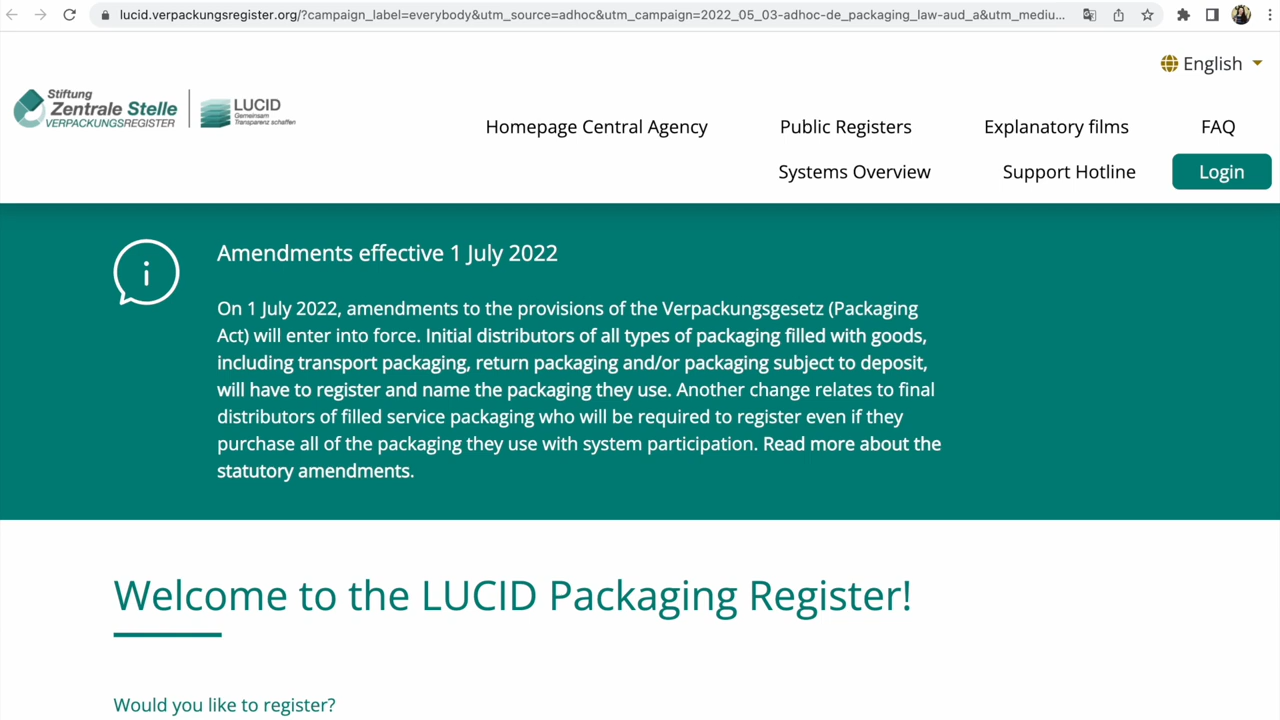 lucid.verpackungsregister.org/?campaign_label=everybody&utm_source=adhoc&utm_campaign=2022_05_03-adhoc-de_packaging_law-aud_a&utm_mediu...
English
Stiftung
Zentrale Stelle
VERPACKUNGSREGISTER
LUCID
Gemeinsam
Transparenz schaffen
Homepage Central Agency
Public Registers
Explanatory films
FAQ
Systems Overview
Support Hotline
Login
Amendments effective 1 July 2022
On 1 July 2022, amendments to the provisions of the Verpackungsgesetz (Packaging
Act) will enter into force. Initial distributors of all types of packaging filled with goods,
including transport packaging, return packaging and/or packaging subject to deposit,
will have to register and name the packaging they use. Another change relates to final
distributors of filled service packaging who will be required to register even if they
purchase all of the packaging they use with system participation. Read more about the
statutory amendments.
Welcome to the LUCID Packaging Register!
Would you like to register?